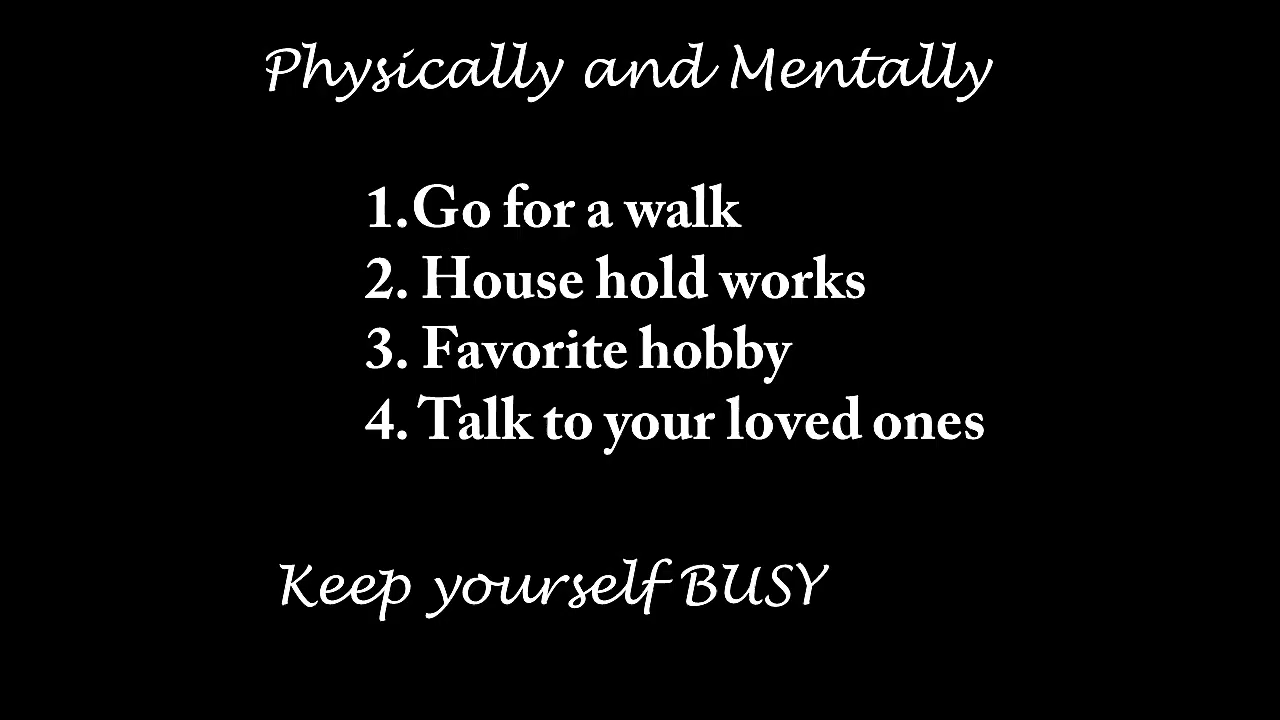 Physically and Mentally
1.Go for a walk
2. House hold works
3. Favorite hobby
4. Talk to your loved ones
Keep yourself BUSY